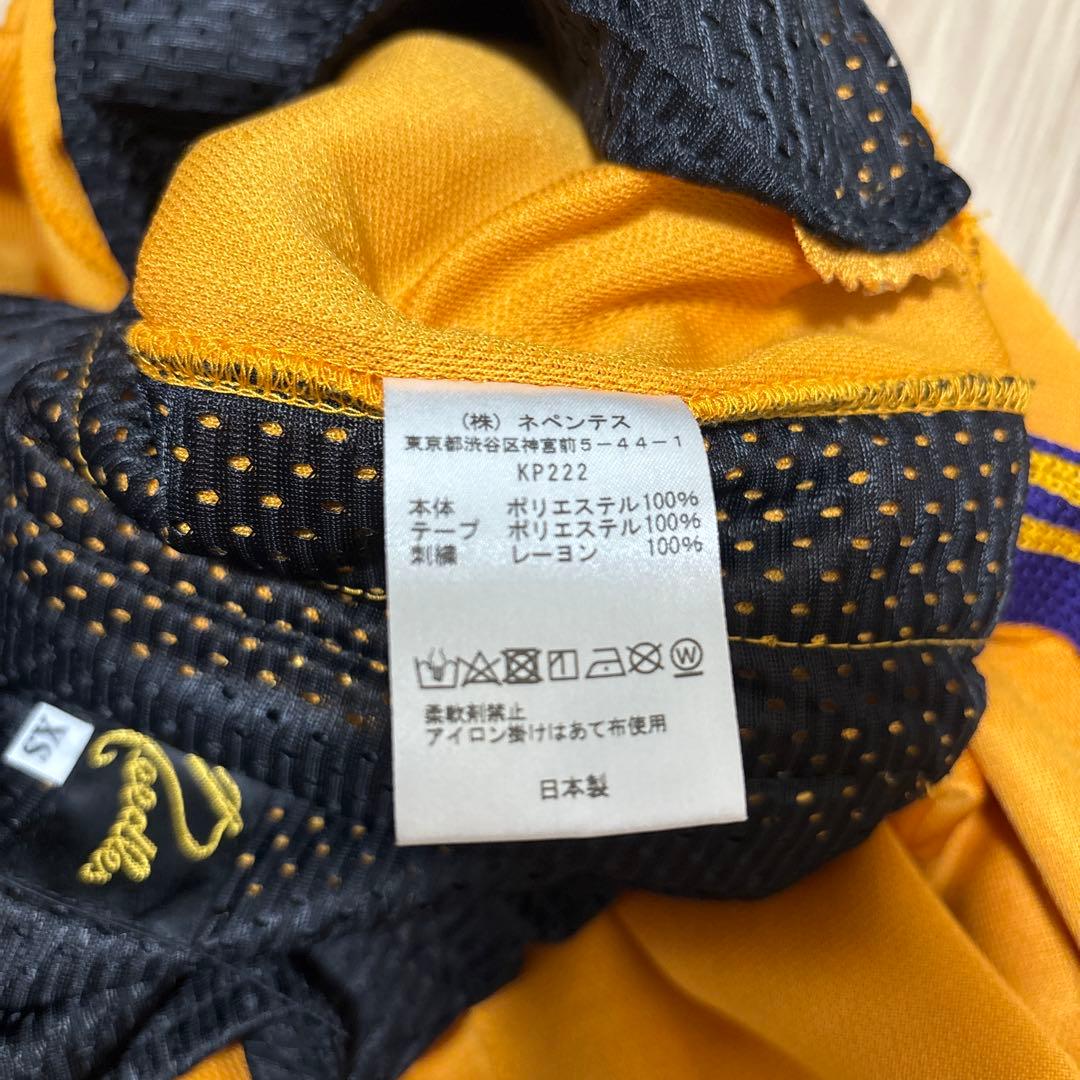 （株）ネペンテス
東京都渋谷区神宮前５－４４－１
KP222
本体　ポリエステル100%
テープ　ポリエステル100%
刺繍　レーヨン　100%
W
柔軟剤禁止
アイロン掛けはあて布使用
日本製
XS
Needles